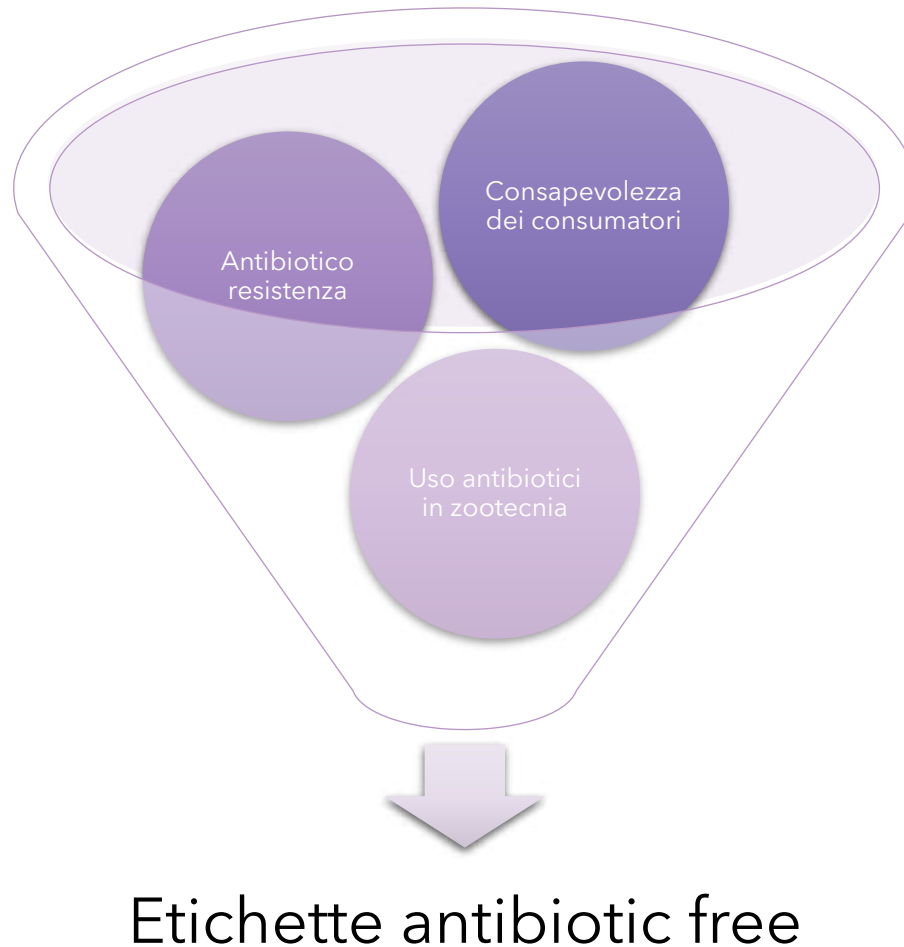 Consapevolezza
dei consumatori
Antibiotico
resistenza
Uso antibiotici
in zootecnia
Etichette antibiotic free